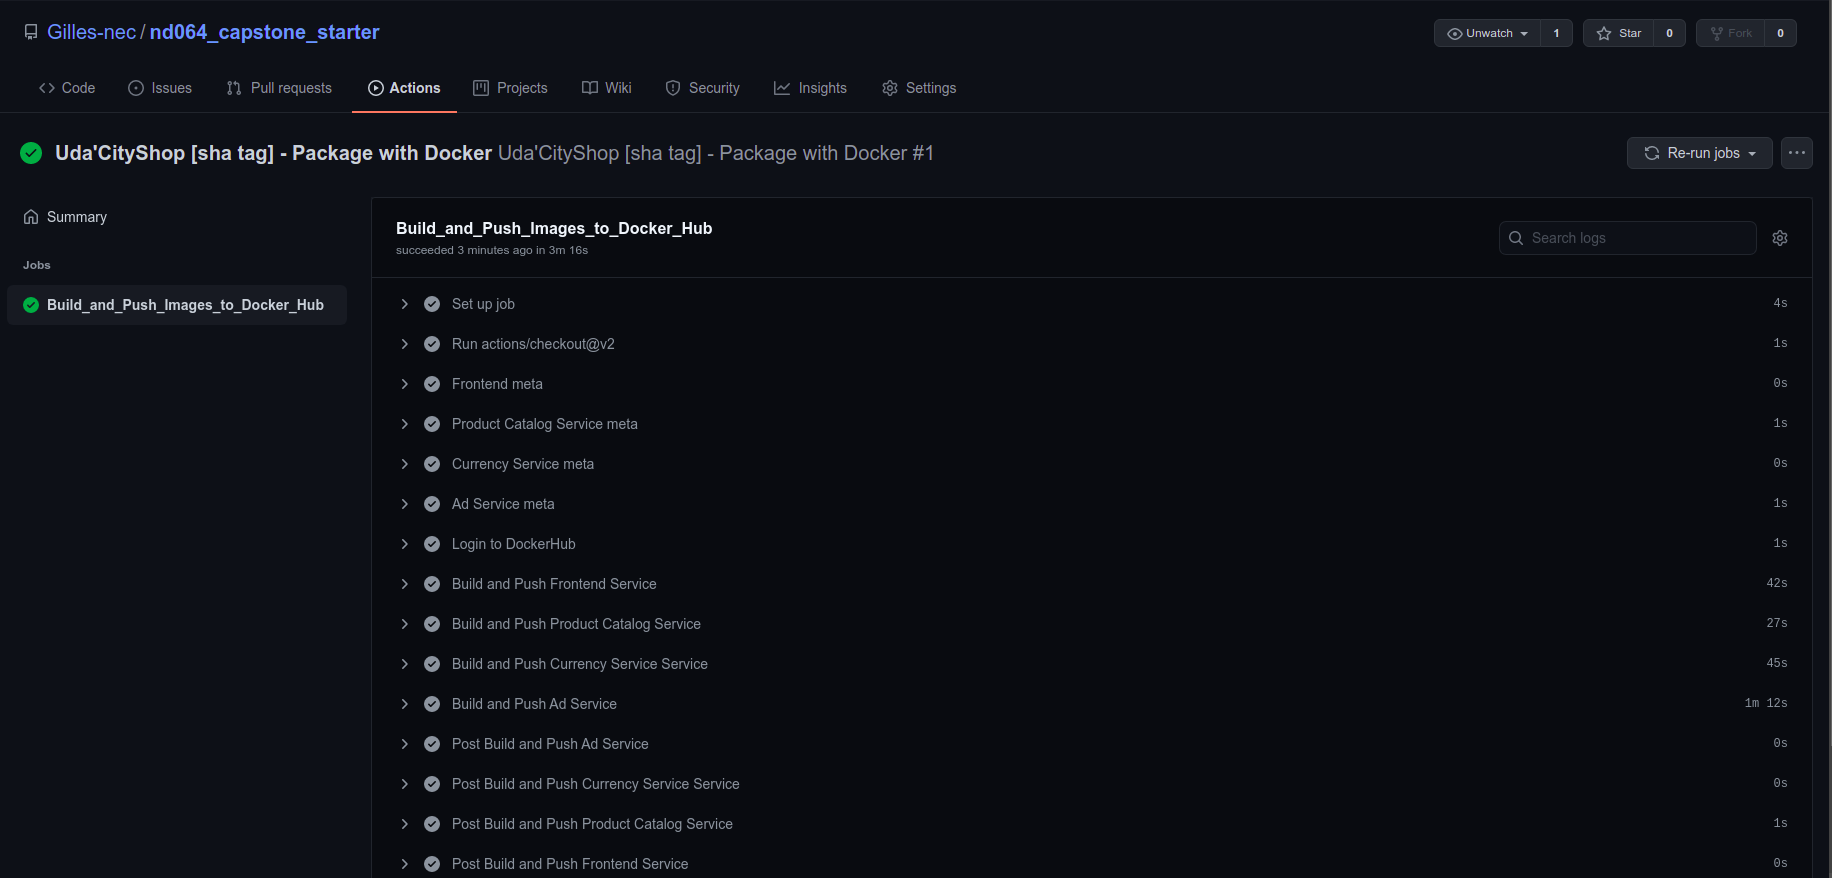 Gilles-nec / nd064_capstone_starter
Unwatch 1 Star 0 Fork 0
Code Issues Pull requests Actions Projects Wiki Security Insights Settings
Uda'CityShop [sha tag] - Package with Docker Uda'CityShop [sha tag] - Package with Docker #1
Re-run jobs
Summary
Jobs
Build_and_Push_Images_to_Docker_Hub
Build_and_Push_Images_to_Docker_Hub
succeeded 3 minutes ago in 3m 16s
Search logs
Set up job 4s
Run actions/checkout@v2 1s
Frontend meta 0s
Product Catalog Service meta 1s
Currency Service meta 0s
Ad Service meta 1s
Login to DockerHub 1s
Build and Push Frontend Service 42s
Build and Push Product Catalog Service 27s
Build and Push Currency Service Service 45s
Build and Push Ad Service 1m 12s
Post Build and Push Ad Service 0s
Post Build and Push Currency Service Service 0s
Post Build and Push Product Catalog Service 1s
Post Build and Push Frontend Service 0s